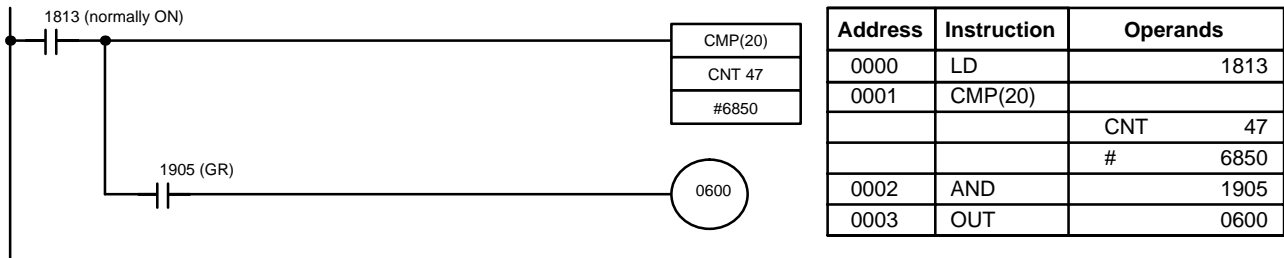 1813 (normally ON)
CMP(20)
CNT 47
#6850
1905 (GR)
0600
Address Instruction Operands
0000 LD 1813
0001 CMP(20)
CNT 47
# 6850
0002 AND 1905
0003 OUT 0600